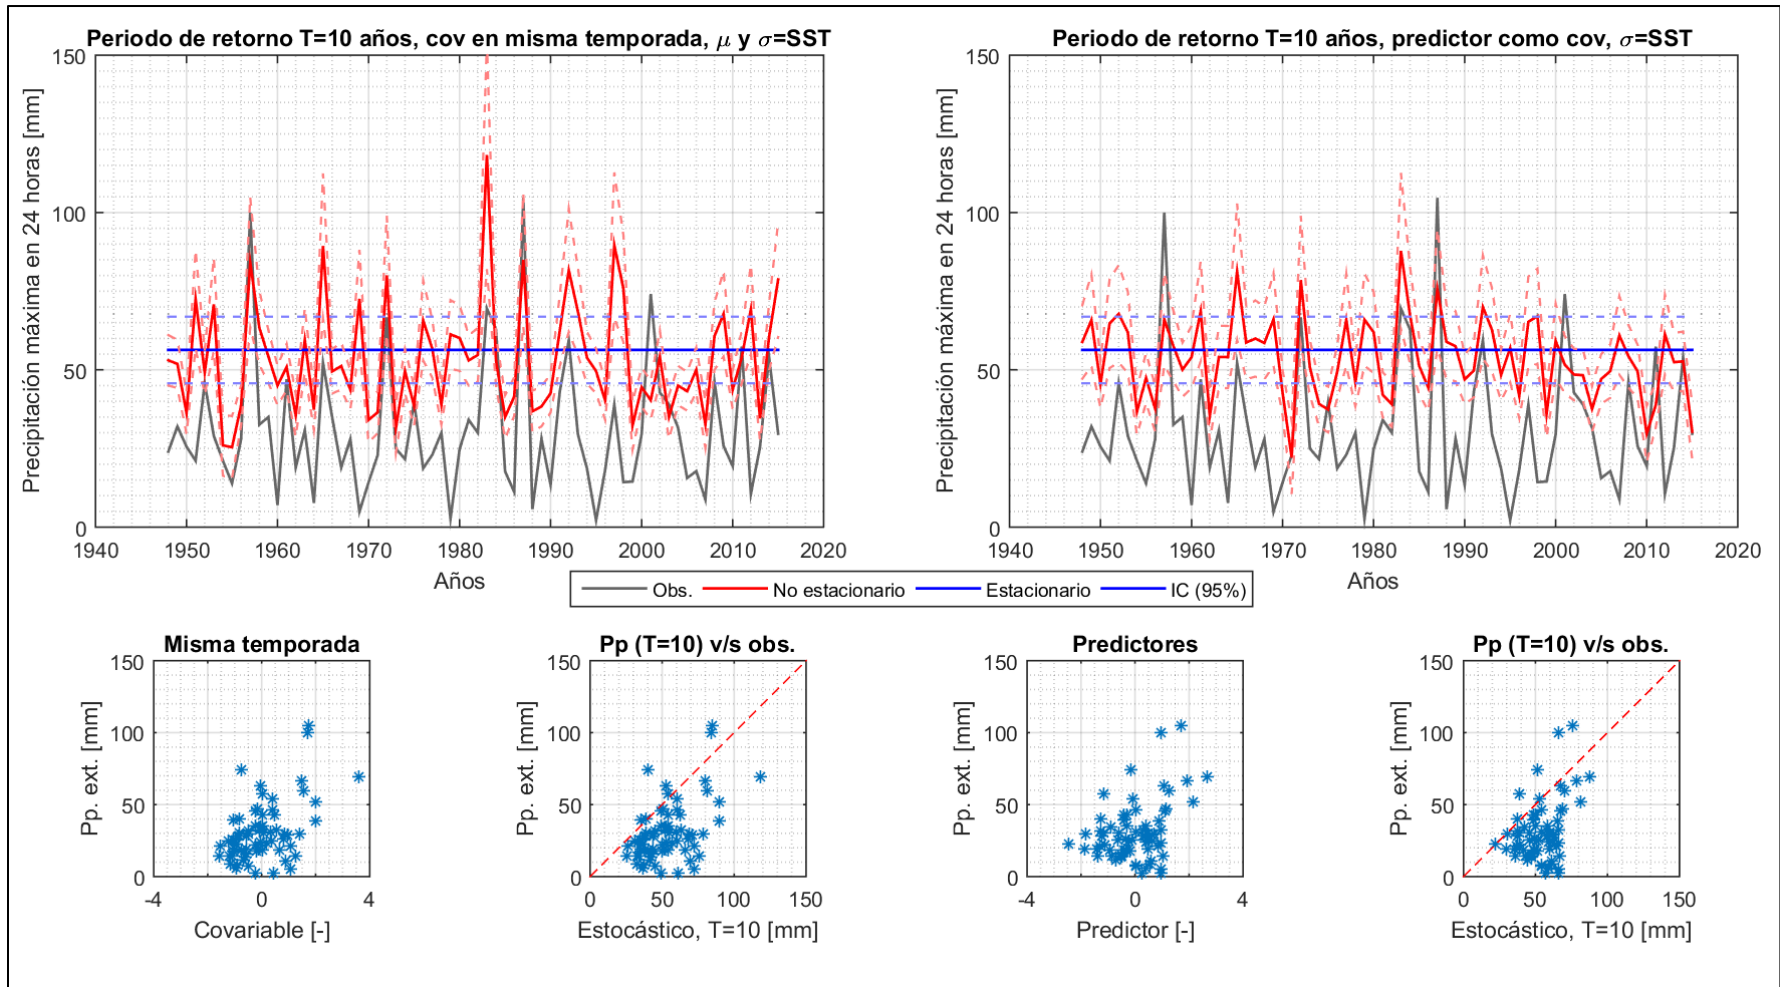 Periodo de retorno T=10 años, cov en misma temporada, μ y σ=SST
Precipitación máxima en 24 horas [mm]
150
100
50
0
1940 1950 1960 1970 1980 1990 2000 2010 2020
Años
Periodo de retorno T=10 años, predictor como cov, σ=SST
Precipitación máxima en 24 horas [mm]
150
100
50
0
1940 1950 1960 1970 1980 1990 2000 2010 2020
Años
Obs. No estacionario Estacionario IC (95%)
Misma temporada
Pp. ext. [mm]
150
100
50
0
-4 0 4
Covariable [-]
Pp (T=10) v/s obs.
Pp. ext. [mm]
150
100
50
0
0 50 100 150
Estocástico, T=10 [mm]
Predictores
Pp. ext. [mm]
150
100
50
0
-4 0 4
Predictor [-]
Pp (T=10) v/s obs.
Pp. ext. [mm]
150
100
50
0
0 50 100 150
Estocástico, T=10 [mm]